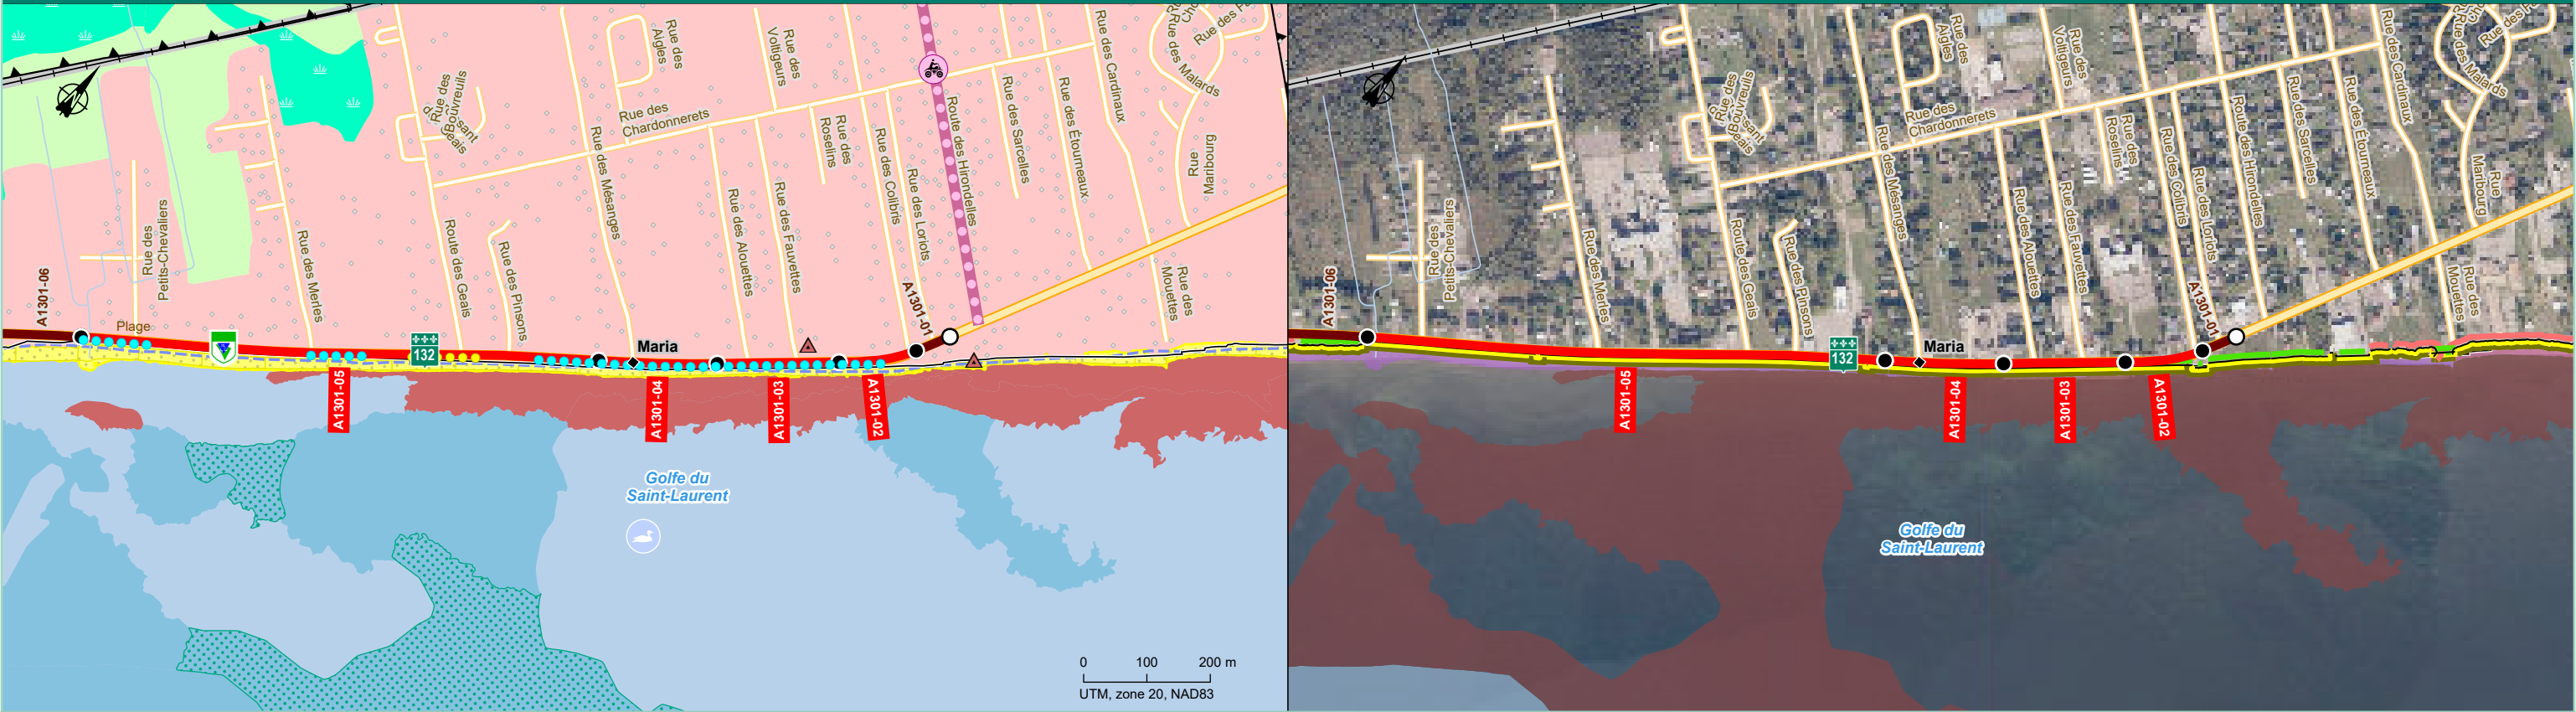 Rue des
Aigles
Rue des
Voltigeurs
Rue des Cardinaux
Rue des Malards
Rue des
Bouvreuils
Rue des
Chardonnerets
Rue des
Roselins
Rue des Mésanges
Rue des Colibris
Rue des Loriots
Route des Hirondelles
Rue des Sarcelles
Rue des Étourneaux
Rue
Maribourg
Rue des
Petits-Chevaliers
Rue des Merles
Route des Geais
Rue des Pinsons
Rue des Alouettes
Rue des Fauvettes
Rue des
Mouettes
A1301-06
A1301-01
Plage
132
Maria
A1301-05
A1301-04
A1301-03
A1301-02
Golfe du
Saint-Laurent
0 100 200 m
UTM, zone 20, NAD83
Rue des
Aigles
Rue des
Voltigeurs
Rue des Cardinaux
Rue des Malards
Rue des
Bouvreuils
Rue des
Chardonnerets
Rue des
Roselins
Rue des Mésanges
Rue des Colibris
Rue des Loriots
Route des Hirondelles
Rue des Sarcelles
Rue des Étourneaux
Rue
Maribourg
Rue des
Petits-Chevaliers
Rue des Merles
Route des Geais
Rue des Pinsons
Rue des Alouettes
Rue des Fauvettes
Rue des
Mouettes
A1301-06
A1301-01
132
Maria
A1301-05
A1301-04
A1301-03
A1301-02
Golfe du
Saint-Laurent